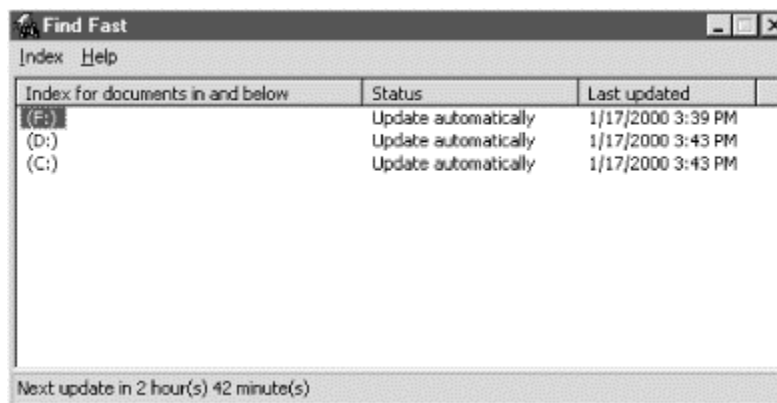 Find Fast
Index Help
Index for documents in and below Status Last updated
(F:) Update automatically 1/17/2000 3:39 PM
(D:) Update automatically 1/17/2000 3:43 PM
(C:) Update automatically 1/17/2000 3:43 PM
Next update in 2 hour(s) 42 minute(s)